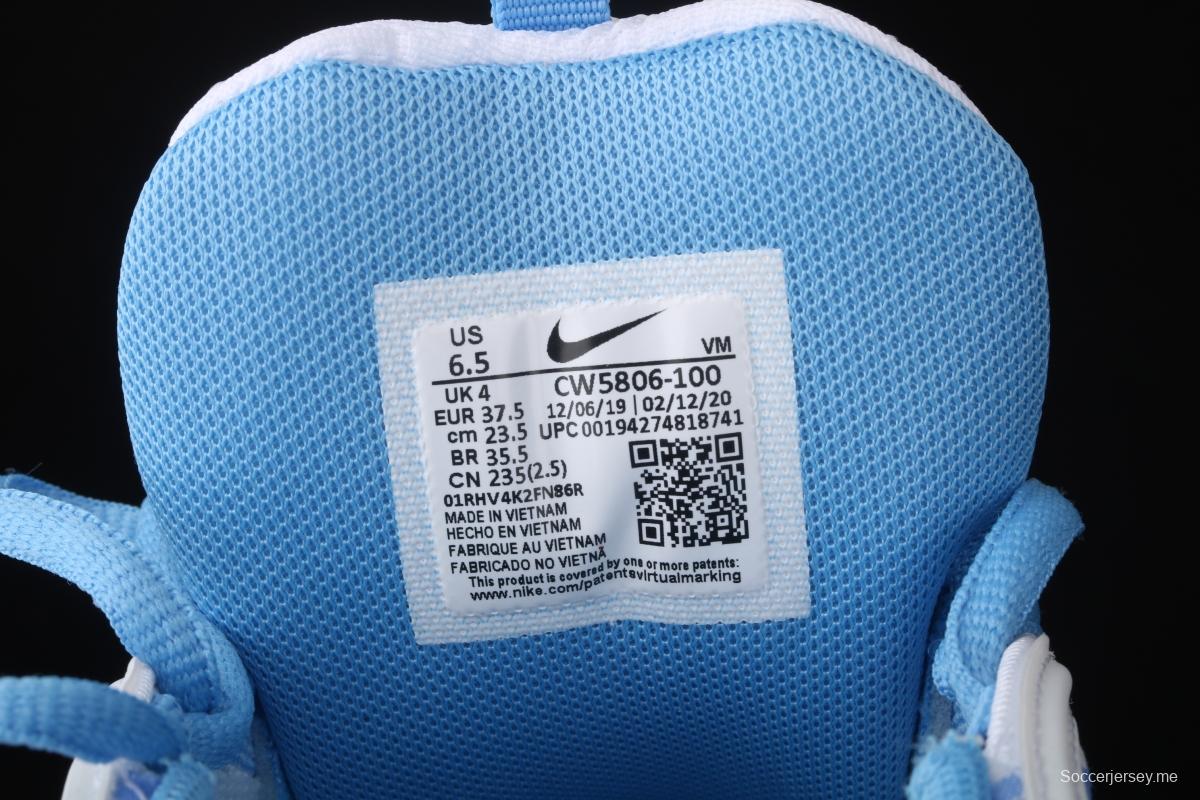 US
6.5
VM
UK 4
EUR 37.5
cm 23.5
BR 35.5
CN 235(2.5)
CW5806-100
12/06/19 | 02/12/20
UPC 00194274818741
01RHV4K2FN86R
MADE IN VIETNAM
HECHO EN VIETNAM
FABRIQUE AU VIETNAM
FABRICADO NO VIETNÃ
This product is covered by one or more patents:
www.nike.com/patentsvirtualmarking
Soccerjersey.me